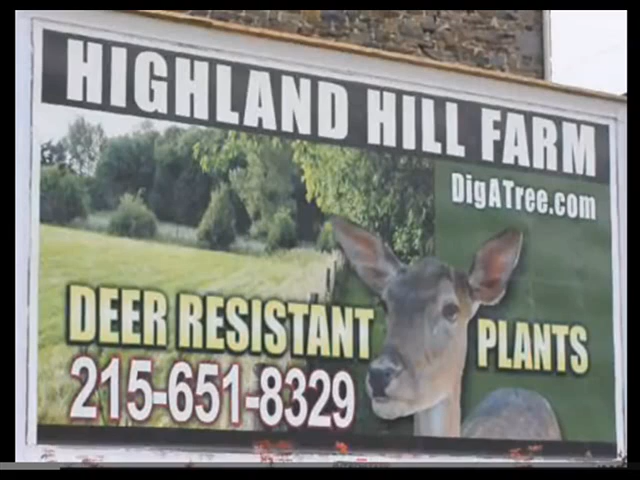 HIGHLAND HILL FARM
DigATree.com
DEER RESISTANT PLANTS
215-651-8329